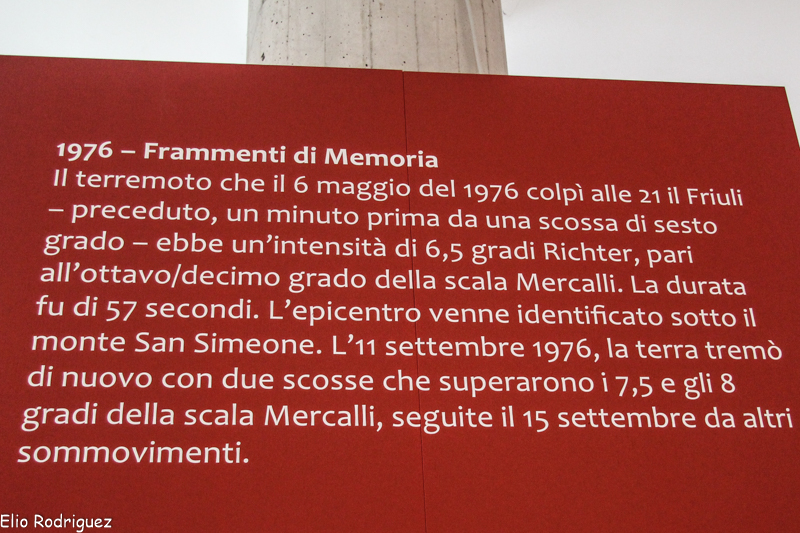 1976 – Frammenti di Memoria
Il terremoto che il 6 maggio del 1976 colpì alle 21 il Friuli
– preceduto, un minuto prima da una scossa di sesto
grado – ebbe un'intensità di 6,5 gradi Richter, pari
all'ottavo/decimo grado della scala Mercalli. La durata
fu di 57 secondi. L'epicentro venne identificato sotto il
monte San Simeone. L'11 settembre 1976, la terra tremò
di nuovo con due scosse che superarono i 7,5 e gli 8
gradi della scala Mercalli, seguite il 15 settembre da altri
sommovimenti.
Elio Rodriguez